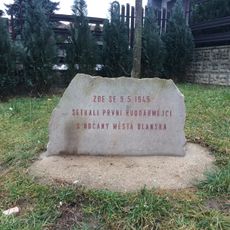 ZDE SE 9.5.1945
SETKALI PRVNÍ RUDOARMĚJCI
S OBČANY MĚSTA BLANSKA